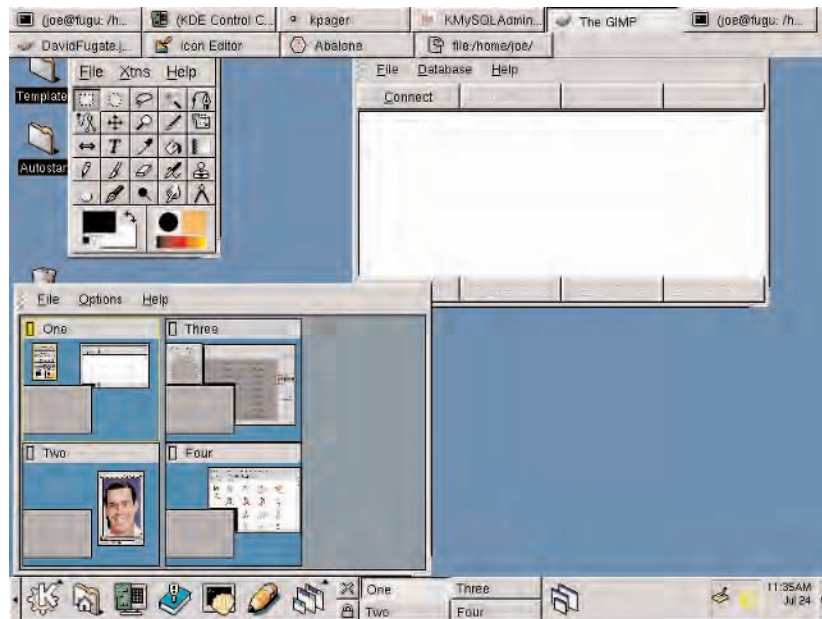 (joe@fugu: /h...
(KDE Control C...
kpager
KMySQLAdmin...
The GIMP
(joe@fugu: /h...
DavidFugate.j...
Icon Editor
Abalone
file:/home/joe/
Template
Autostar
File Xtns Help
File Database Help
Connect
File Options Help
One
Three
Two
Four
One
Three
Two
Four
11:35AM
Jul 24